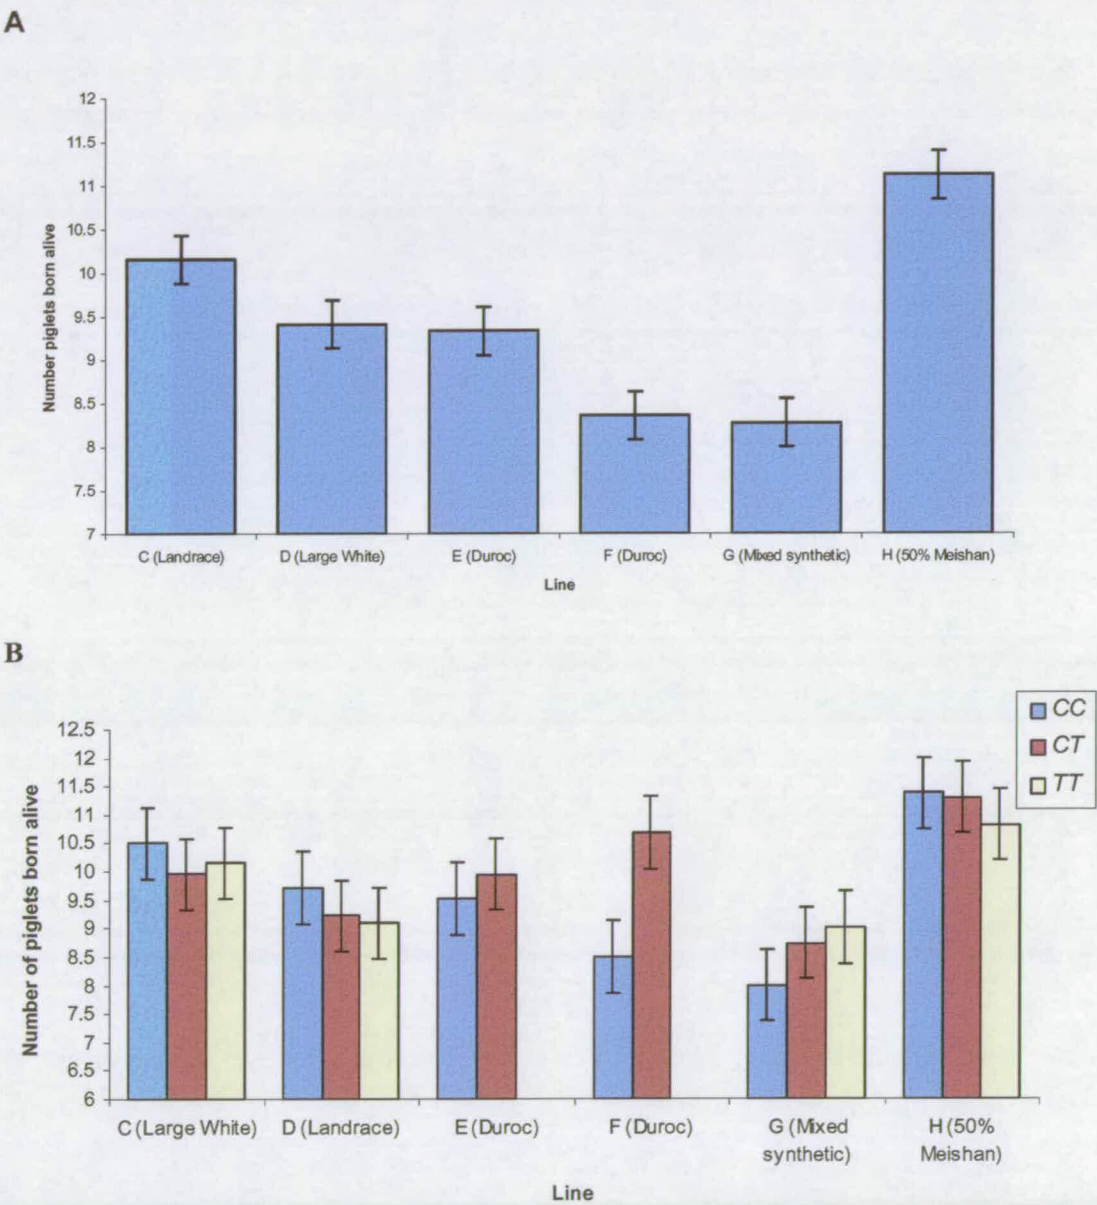 A
12
11.5
11
10.5
10
9.5
9
8.5
8
7.5
7
Number piglets born alive
C (Landrace) D (Large White) E (Duroc) F (Duroc) G (Mixed synthetic) H (50% Meishan)
Line
B
CC
CT
TT
12.5
12
11.5
11
10.5
10
9.5
9
8.5
8
7.5
7
6.5
6
Number of piglets born alive
C (Large White) D (Landrace) E (Duroc) F (Duroc) G (Mixed H (50%
synthetic) Meishan)
Line